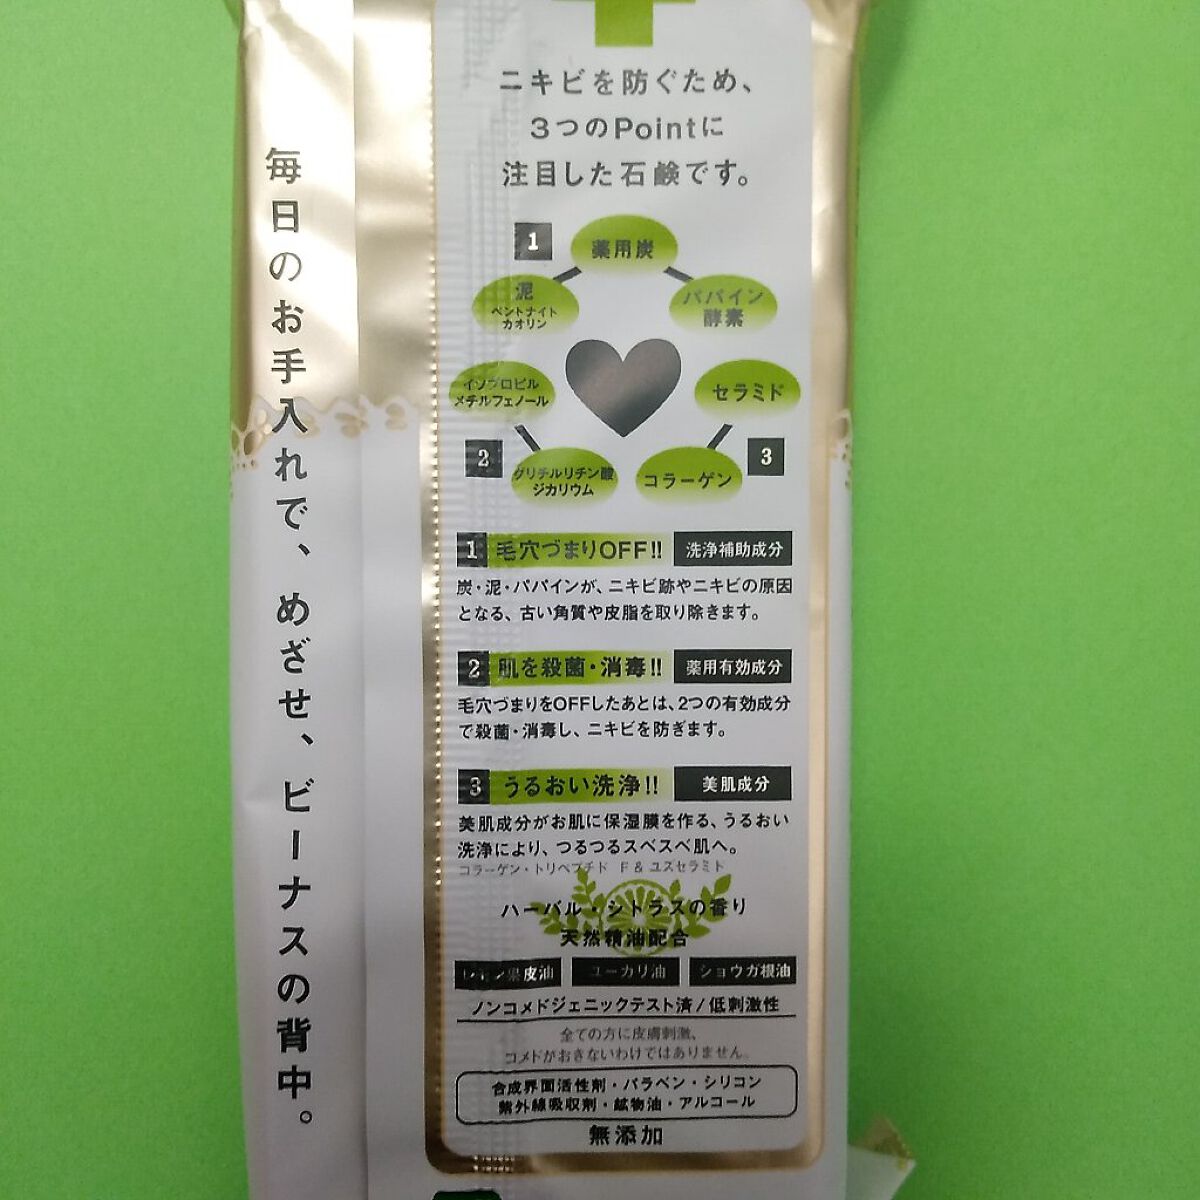 毎日のお手入れで、めざせ、ビーナスの背中。
ニキビを防ぐため、
3つのPointに
注目した石鹸です。
1
薬用炭
泥
ベントナイト
カオリン
パパイン
酵素
イソプロピル
メチルフェノール
セラミド
2
グリチルリチン酸
ジカリウム
コラーゲン
3
1 毛穴づまりOFF!! 洗浄補助成分
炭・泥・パパインが、ニキビ跡やニキビの原因
となる、古い角質や皮脂を取り除きます。
2 肌を殺菌・消毒!! 薬用有効成分
毛穴づまりをOFFしたあとは、2つの有効成分
で殺菌・消毒し、ニキビを防ぎます。
3 うるおい洗浄!! 美肌成分
美肌成分がお肌に保湿膜を作る、うるおい
洗浄により、つるつるスベスベ肌へ。
コラーゲン・トリペプチド F & ユズセラミド
ハーバル・シトラスの香り
天然精油配合
レモン果皮油 ユーカリ油 ショウガ根油
ノンコメドジェニックテスト済/低刺激性
全ての方に皮膚刺激、
コメドがおきないわけではありません。
合成界面活性剤・パラベン・シリコン
紫外線吸収剤・鉱物油・アルコール
無添加